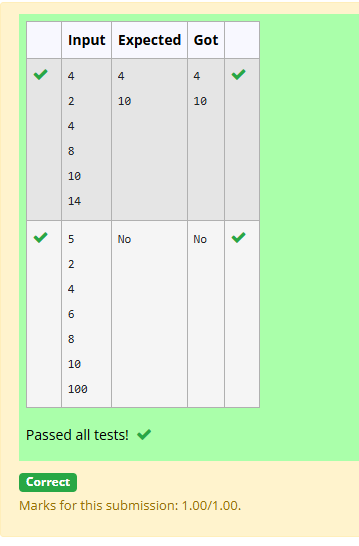 Input Expected Got
4 4 4
2 10 10
4
8
10
14
5 No No
2
4
6
8
10
100
Passed all tests!
Correct
Marks for this submission: 1.00/1.00.